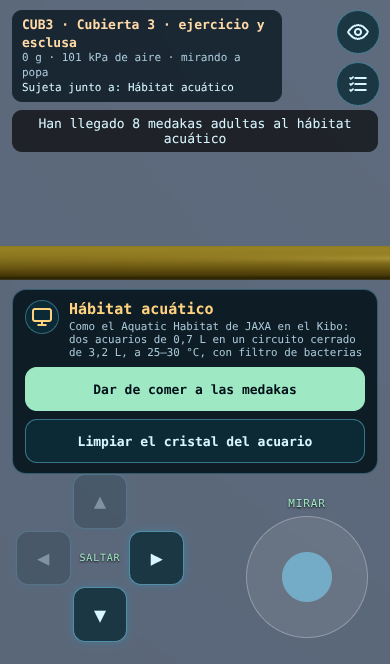 CUB3 · Cubierta 3 · ejercicio y
esclusa
0 g · 101 kPa de aire · mirando a
popa
Sujeta junto a: Hábitat acuático
Han llegado 8 medakas adultas al hábitat
acuático
Hábitat acuático
Como el Aquatic Habitat de JAXA en el Kibo:
dos acuarios de 0,7 L en un circuito cerrado
de 3,2 L, a 25–30 °C, con filtro de bacterias
Dar de comer a las medakas
Limpiar el cristal del acuario
SALTAR
MIRAR